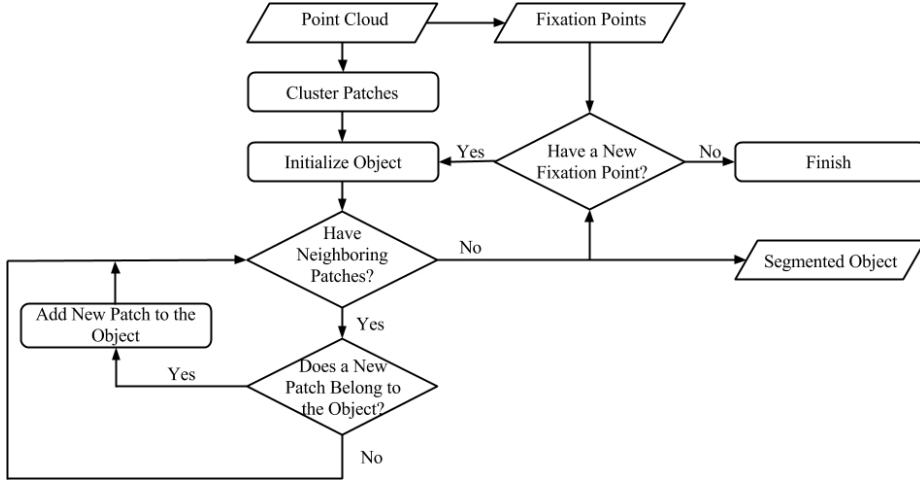 Point Cloud
Fixation Points
Cluster Patches
Initialize Object
Yes
Have a New
Fixation Point?
No
Finish
Have
Neighboring
Patches?
No
Segmented Object
Add New Patch to the
Object
Yes
Does a New
Patch Belong to
the Object?
Yes
No